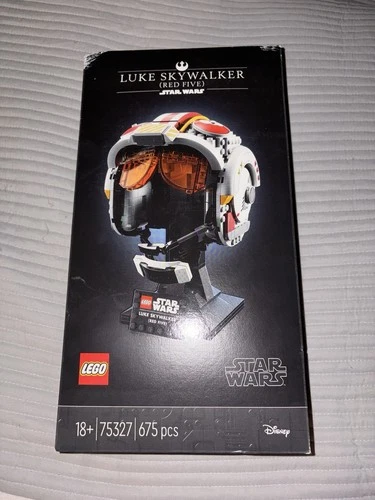 LUKE SKYWALKER
(RED FIVE)
STAR WARS
LEGO STAR WARS
LUKE SKYWALKER
(RED FIVE)
LEGO
STAR WARS
18+ 75327 675 pcs
Disney